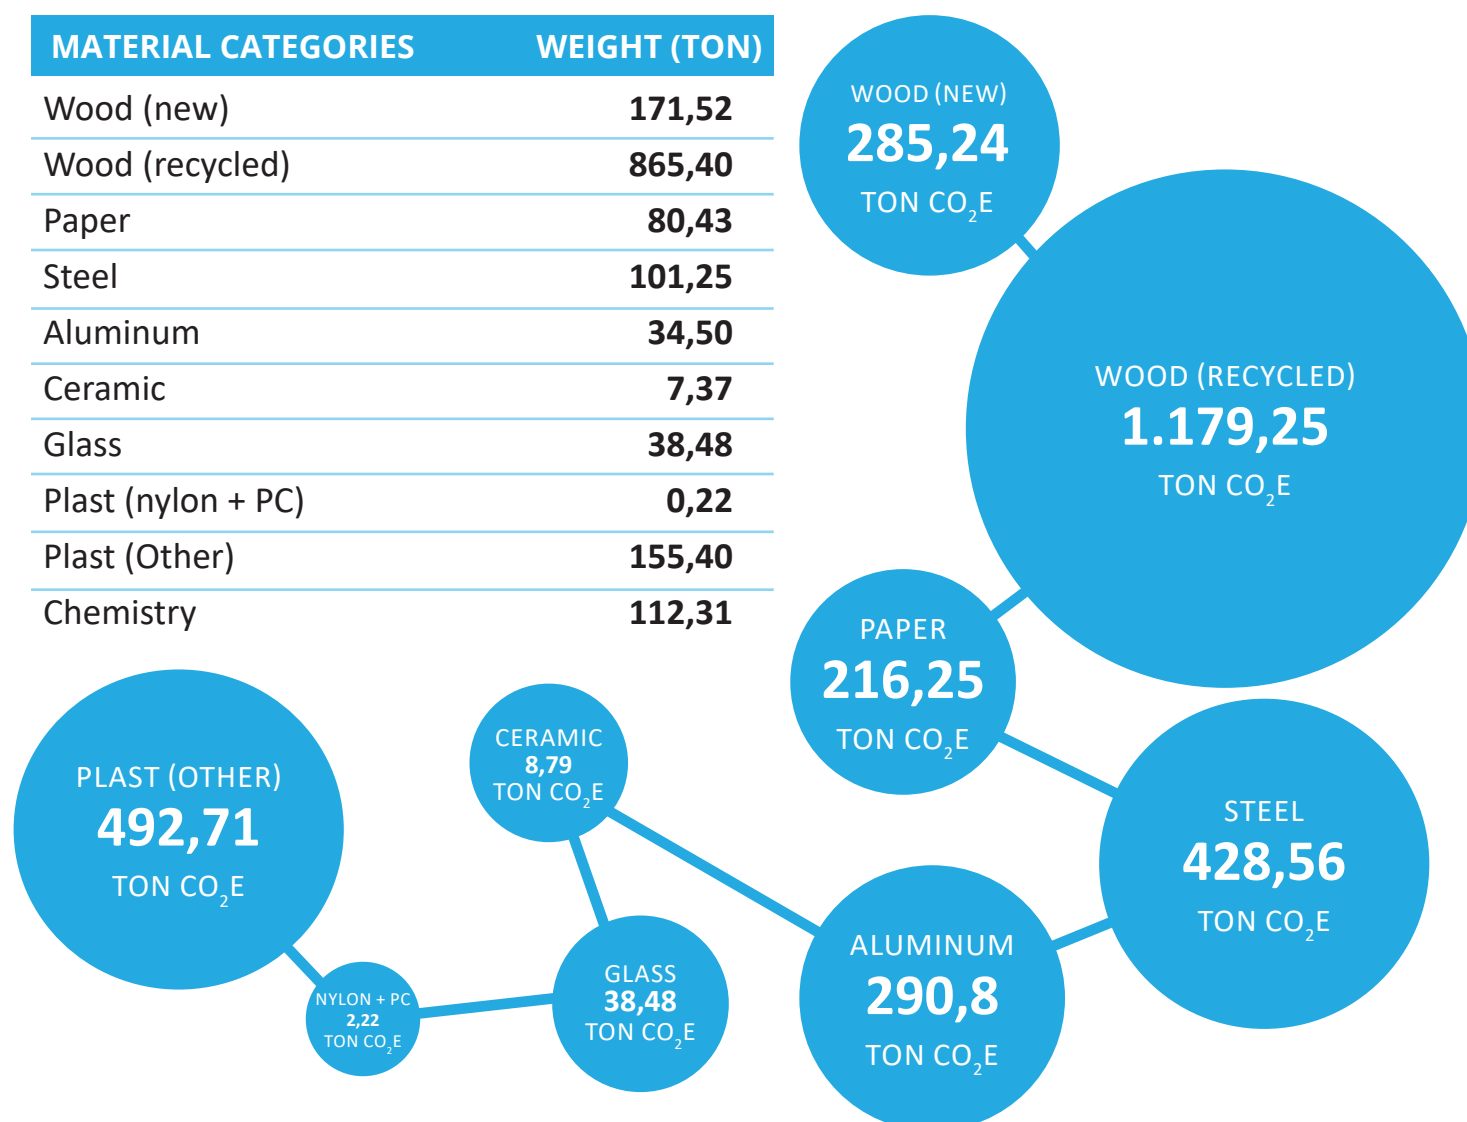 MATERIAL CATEGORIES WEIGHT (TON)
Wood (new) 171,52
Wood (recycled) 865,40
Paper 80,43
Steel 101,25
Aluminum 34,50
Ceramic 7,37
Glass 38,48
Plast (nylon + PC) 0,22
Plast (Other) 155,40
Chemistry 112,31
WOOD (NEW)
285,24
TON CO₂E
WOOD (RECYCLED)
1.179,25
TON CO₂E
PAPER
216,25
TON CO₂E
STEEL
428,56
TON CO₂E
ALUMINUM
290,8
TON CO₂E
CERAMIC
8,79
TON CO₂E
GLASS
38,48
TON CO₂E
NYLON + PC
2,22
TON CO₂E
PLAST (OTHER)
492,71
TON CO₂E